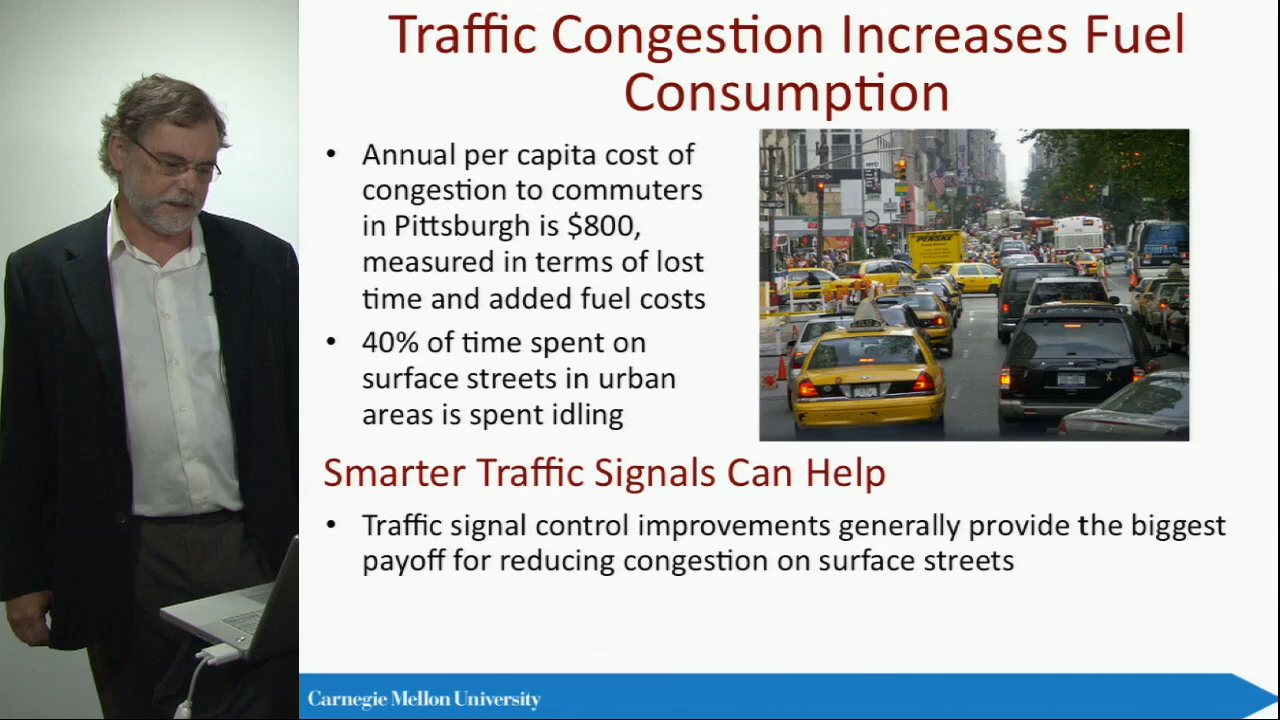 Traffic Congestion Increases Fuel
Consumption
• Annual per capita cost of
congestion to commuters
in Pittsburgh is $800,
measured in terms of lost
time and added fuel costs
• 40% of time spent on
surface streets in urban
areas is spent idling
PENSKE
Smarter Traffic Signals Can Help
• Traffic signal control improvements generally provide the biggest
payoff for reducing congestion on surface streets
Carnegie Mellon University